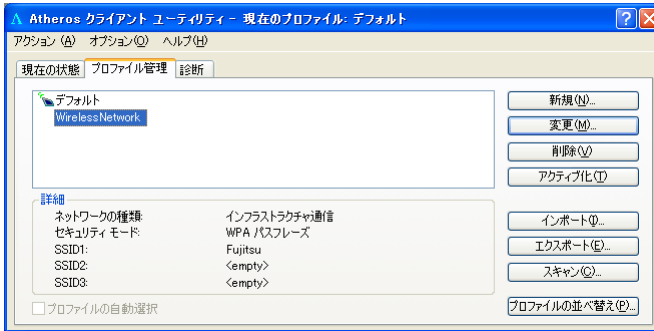 Atheros クライアント ユーティリティ - 現在のプロファイル: デフォルト
アクション (A) オプション(O) ヘルプ(H)
現在の状態 プロファイル管理 診断
デフォルト
WirelessNetwork
新規(N)...
変更(M)...
削除(V)
アクティブ化(T)
詳細
ネットワークの種類: インフラストラクチャ通信
セキュリティ モード: WPA パスフレーズ
SSID1: Fujitsu
SSID2: <empty>
SSID3: <empty>
インポート(I)...
エクスポート(E)...
スキャン(C)...
プロファイルの自動選択
プロファイルの並べ替え(P)...